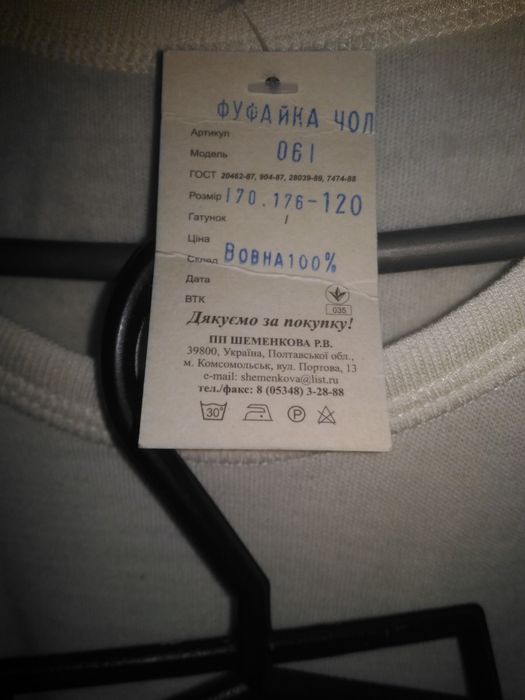 ФУФАЙКА ЧОЛ
Артикул
Модель 061
ГОСТ 20462-87, 904-87, 28039-89, 7474-88
Розмір 170.176-120
Гатунок I
Ціна
Склад ВОВНА100%
Дата
ВТК
035
Дякуємо за покупку!
ПП ШЕМЕНКОВА Р.В.
39800, Україна, Полтавської обл.,
м. Комсомольськ, вул. Портова, 13
e-mail: shemenkova@list.ru
тел./факс: 8 (05348) 3-28-88
30° P